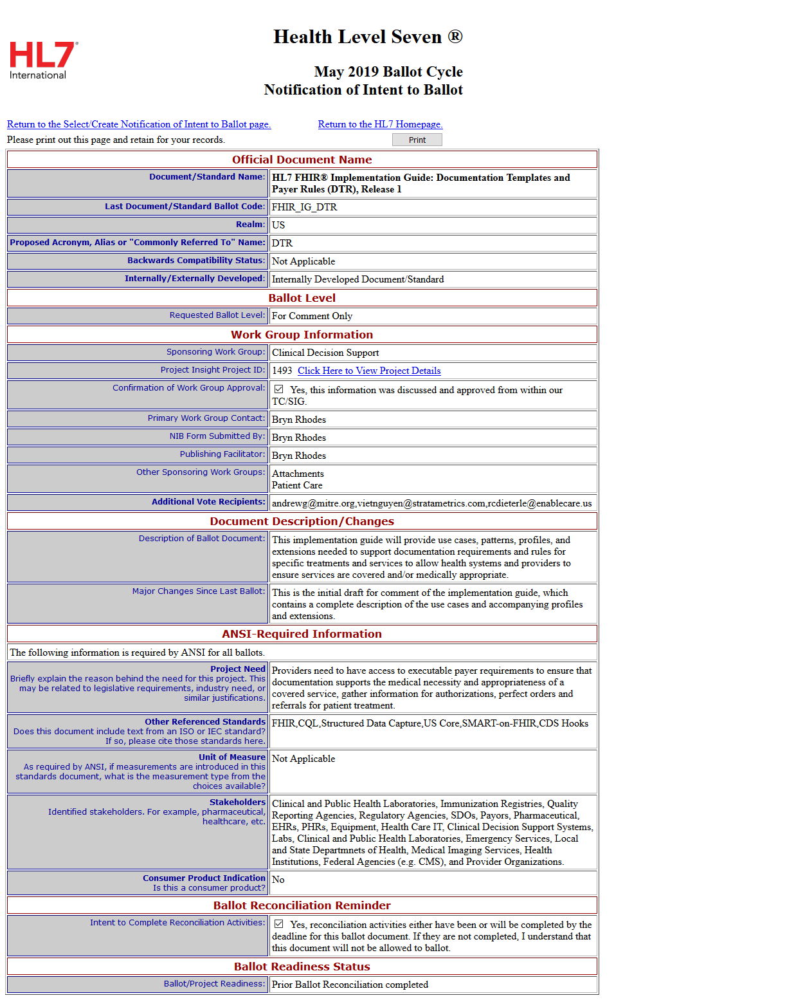 Health Level Seven ®
HL7®
International
May 2019 Ballot Cycle
Notification of Intent to Ballot
Return to the Select/Create Notification of Intent to Ballot page. Return to the HL7 Homepage.
Please print out this page and retain for your records. Print
Official Document Name
Document/Standard Name: HL7 FHIR® Implementation Guide: Documentation Templates and
Payer Rules (DTR), Release 1
Last Document/Standard Ballot Code: FHIR_IG_DTR
Realm: US
Proposed Acronym, Alias or "Commonly Referred To" Name: DTR
Backwards Compatibility Status: Not Applicable
Internally/Externally Developed: Internally Developed Document/Standard
Ballot Level
Requested Ballot Level: For Comment Only
Work Group Information
Sponsoring Work Group: Clinical Decision Support
Project Insight Project ID: 1493 Click Here to View Project Details
Confirmation of Work Group Approval: Yes, this information was discussed and approved from within our
TC/SIG.
Primary Work Group Contact: Bryn Rhodes
NIB Form Submitted By: Bryn Rhodes
Publishing Facilitator: Bryn Rhodes
Other Sponsoring Work Groups: Attachments
Patient Care
Additional Vote Recipients: andrewg@mitre.org,vietnguyen@stratametrics.com,rcdieterle@enablecare.us
Document Description/Changes
Description of Ballot Document: This implementation guide will provide use cases, patterns, profiles, and
extensions needed to support documentation requirements and rules for
specific treatments and services to allow health systems and providers to
ensure services are covered and/or medically appropriate.
Major Changes Since Last Ballot: This is the initial draft for comment of the implementation guide, which
contains a complete description of the use cases and accompanying profiles
and extensions.
ANSI-Required Information
The following information is required by ANSI for all ballots.
Project Need
Briefly explain the reason behind the need for this project. This
may be related to legislative requirements, industry need, or
similar justifications.
Providers need to have access to executable payer requirements to ensure that
documentation supports the medical necessity and appropriateness of a
covered service, gather information for authorizations, perfect orders and
referrals for patient treatment.
Other Referenced Standards
Does this document include text from an ISO or IEC standard?
If so, please cite those standards here.
FHIR,CQL,Structured Data Capture,US Core,SMART-on-FHIR,CDS Hooks
Unit of Measure
As required by ANSI, if measurements are introduced in this
standards document, what is the measurement type from the
choices available?
Not Applicable
Stakeholders
Identified stakeholders. For example, pharmaceutical,
healthcare, etc.
Clinical and Public Health Laboratories, Immunization Registries, Quality
Reporting Agencies, Regulatory Agencies, SDOs, Payors, Pharmaceutical,
EHRs, PHRs, Equipment, Health Care IT, Clinical Decision Support Systems,
Labs, Clinical and Public Health Laboratories, Emergency Services, Local
and State Departmnets of Health, Medical Imaging Services, Health
Institutions, Federal Agencies (e.g. CMS), and Provider Organizations.
Consumer Product Indication
Is this a consumer product?
No
Ballot Reconciliation Reminder
Intent to Complete Reconciliation Activities: Yes, reconciliation activities either have been or will be completed by the
deadline for this ballot document. If they are not completed, I understand that
this document will not be allowed to ballot.
Ballot Readiness Status
Ballot/Project Readiness: Prior Ballot Reconciliation completed